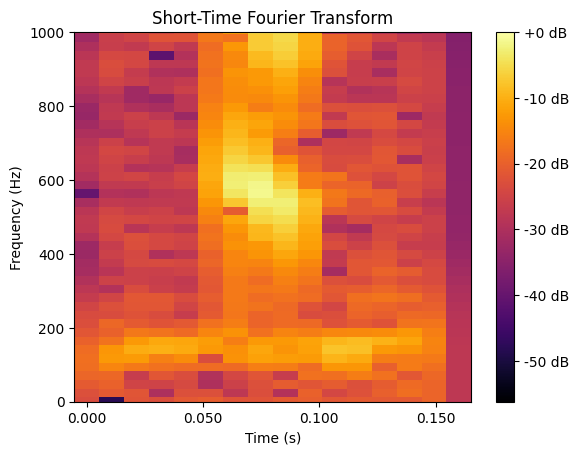 Short-Time Fourier Transform
1000
800
600
400
200
0
Frequency (Hz)
0.000
0.050
0.100
0.150
Time (s)
+0 dB
-10 dB
-20 dB
-30 dB
-40 dB
-50 dB